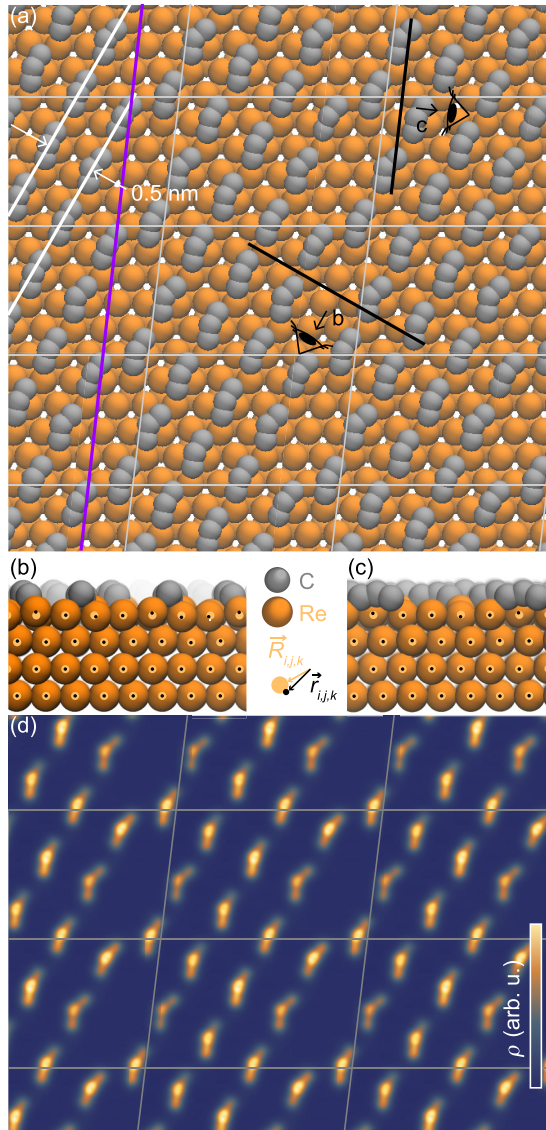 (a)
c
0.5 nm
b
(b)
C
(c)
Re
R⃗i,j,k
r⃗i,j,k
(d)
ρ (arb. u.)